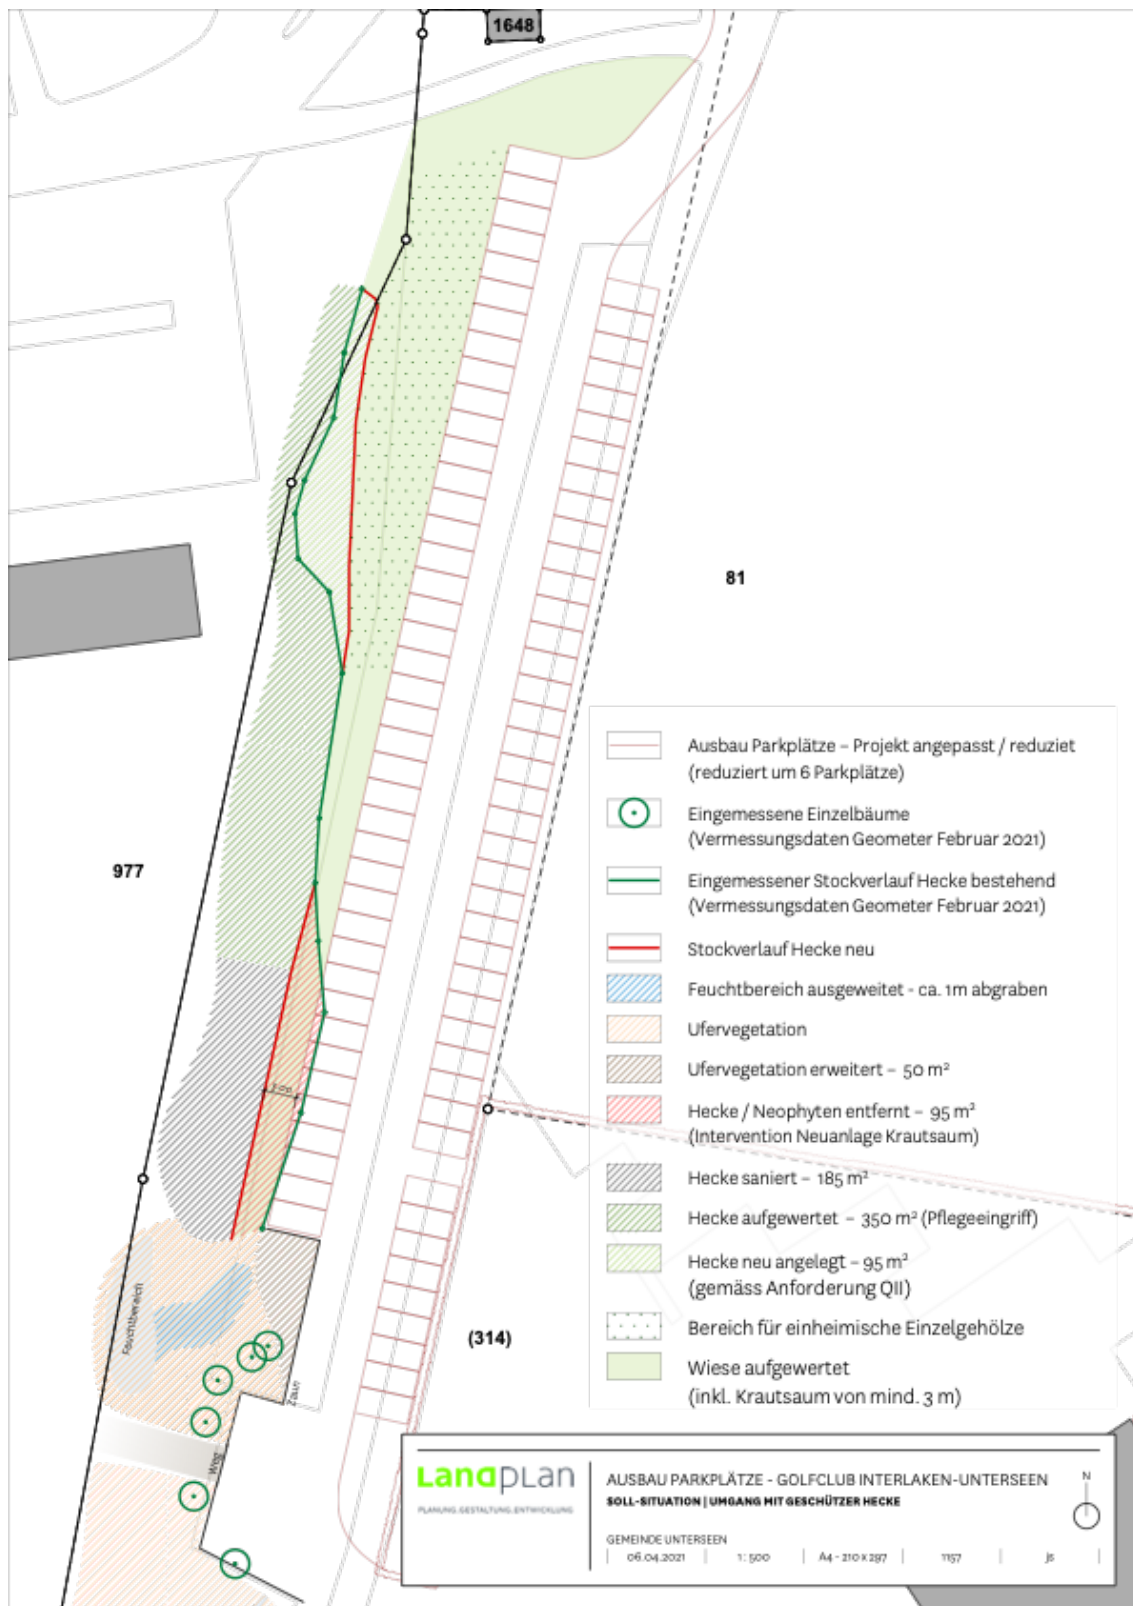 1648
81
977
(314)
3.00
Feuchtbereich
Zaun
Weg
Ausbau Parkplätze – Projekt angepasst / reduziet
(reduziert um 6 Parkplätze)
Eingemessene Einzelbäume
(Vermessungsdaten Geometer Februar 2021)
Eingemessener Stockverlauf Hecke bestehend
(Vermessungsdaten Geometer Februar 2021)
Stockverlauf Hecke neu
Feuchtbereich ausgeweitet - ca. 1m abgraben
Ufervegetation
Ufervegetation erweitert – 50 m²
Hecke / Neophyten entfernt – 95 m²
(Intervention Neuanlage Krautsaum)
Hecke saniert – 185 m²
Hecke aufgewertet – 350 m² (Pflegeeingriff)
Hecke neu angelegt – 95 m²
(gemäss Anforderung QII)
Bereich für einheimische Einzelgehölze
Wiese aufgewertet
(inkl. Krautsaum von mind. 3 m)
LandPLAN
PLANUNG.GESTALTUNG.ENTWICKLUNG
AUSBAU PARKPLÄTZE - GOLFCLUB INTERLAKEN-UNTERSEEN
SOLL-SITUATION | UMGANG MIT GESCHÜTZER HECKE
N
GEMEINDE UNTERSEEN
06.04.2021 | 1 : 500 | A4 - 210 x 297 | 1157 | js